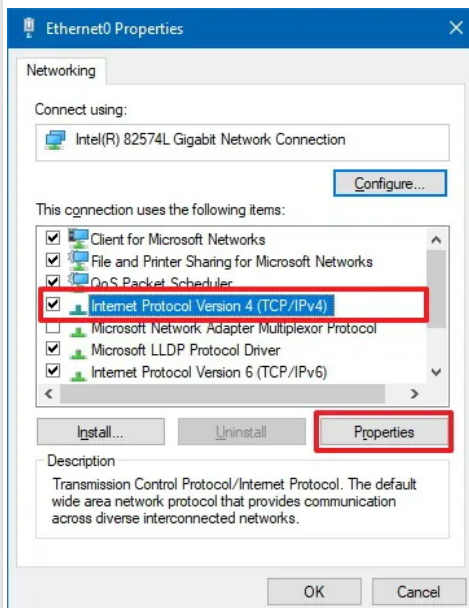 Ethernet0 Properties
Networking
Connect using:
Intel(R) 82574L Gigabit Network Connection
Configure...
This connection uses the following items:
Client for Microsoft Networks
File and Printer Sharing for Microsoft Networks
QoS Packet Scheduler
Internet Protocol Version 4 (TCP/IPv4)
Microsoft Network Adapter Multiplexor Protocol
Microsoft LLDP Protocol Driver
Internet Protocol Version 6 (TCP/IPv6)
Install...
Uninstall
Properties
Description
Transmission Control Protocol/Internet Protocol. The default
wide area network protocol that provides communication
across diverse interconnected networks.
OK
Cancel